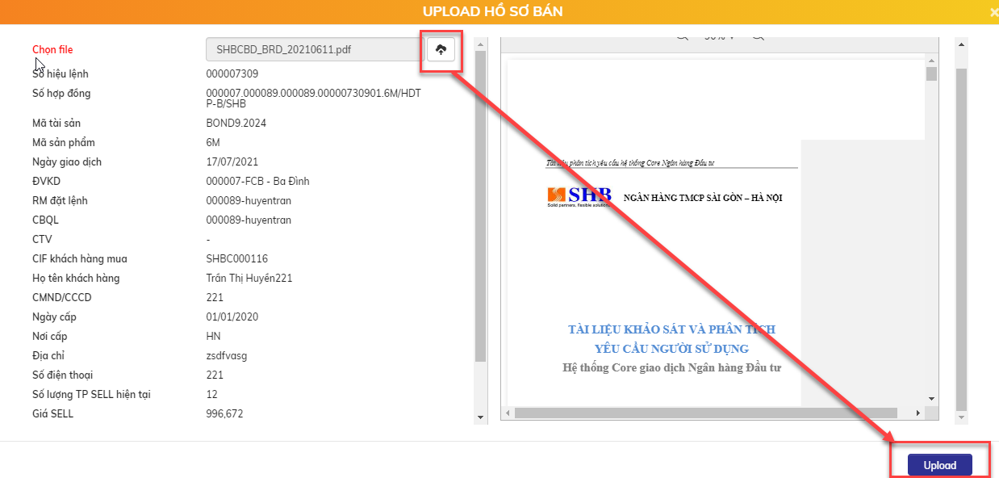 UPLOAD HỒ SƠ BÁN
Chọn file
SHBCBD_BRD_20210611.pdf
Số hiệu lệnh
000007309
Số hợp đồng
000007.000089.000089.00000730901.6M/HDT
P-B/SHB
Mã tài sản
BOND9.2024
Mã sản phẩm
6M
Ngày giao dịch
17/07/2021
ĐVKD
000007-FCB - Ba Đình
RM đặt lệnh
000089-huyentran
CBQL
000089-huyentran
CTV
-
CIF khách hàng mua
SHBC000116
Họ tên khách hàng
Trần Thị Huyền221
CMND/CCCD
221
Ngày cấp
01/01/2020
Nơi cấp
HN
Địa chỉ
zsdfvasg
Số điện thoại
221
Số lượng TP SELL hiện tại
12
Giá SELL
996,672
Tài liệu phân tích yêu cầu hệ thống Core Ngân hàng Đầu tư
SHB
Solid partners, flexible solutions
NGÂN HÀNG TMCP SÀI GÒN – HÀ NỘI
TÀI LIỆU KHẢO SÁT VÀ PHÂN TÍCH
YÊU CẦU NGƯỜI SỬ DỤNG
Hệ thống Core giao dịch Ngân hàng Đầu tư
Upload